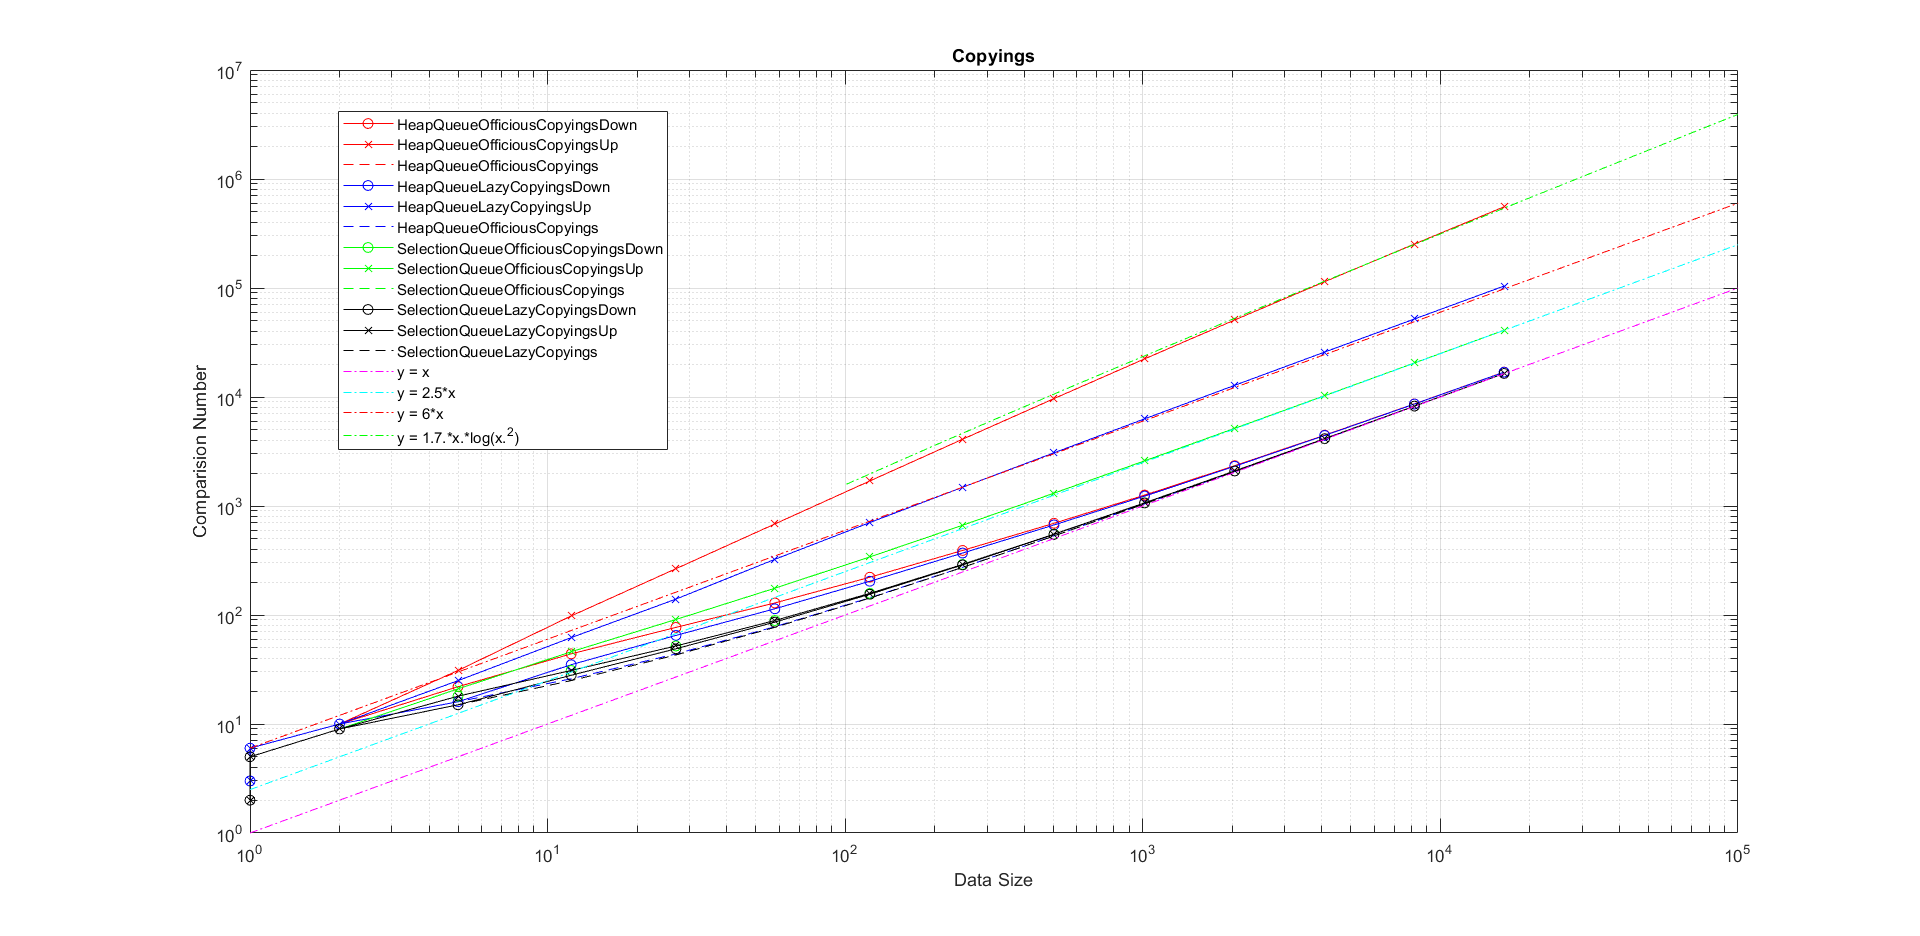 Copyings
10^7
10^6
10^5
10^4
10^3
10^2
10^1
10^0
Comparision Number
HeapQueueOfficiousCopyingsDown
HeapQueueOfficiousCopyingsUp
HeapQueueOfficiousCopyings
HeapQueueLazyCopyingsDown
HeapQueueLazyCopyingsUp
HeapQueueOfficiousCopyings
SelectionQueueOfficiousCopyingsDown
SelectionQueueOfficiousCopyingsUp
SelectionQueueOfficiousCopyings
SelectionQueueLazyCopyingsDown
SelectionQueueLazyCopyingsUp
SelectionQueueLazyCopyings
y = x
y = 2.5*x
y = 6*x
y = 1.7.*x.*log(x.^2)
10^0 10^1 10^2 10^3 10^4 10^5
Data Size